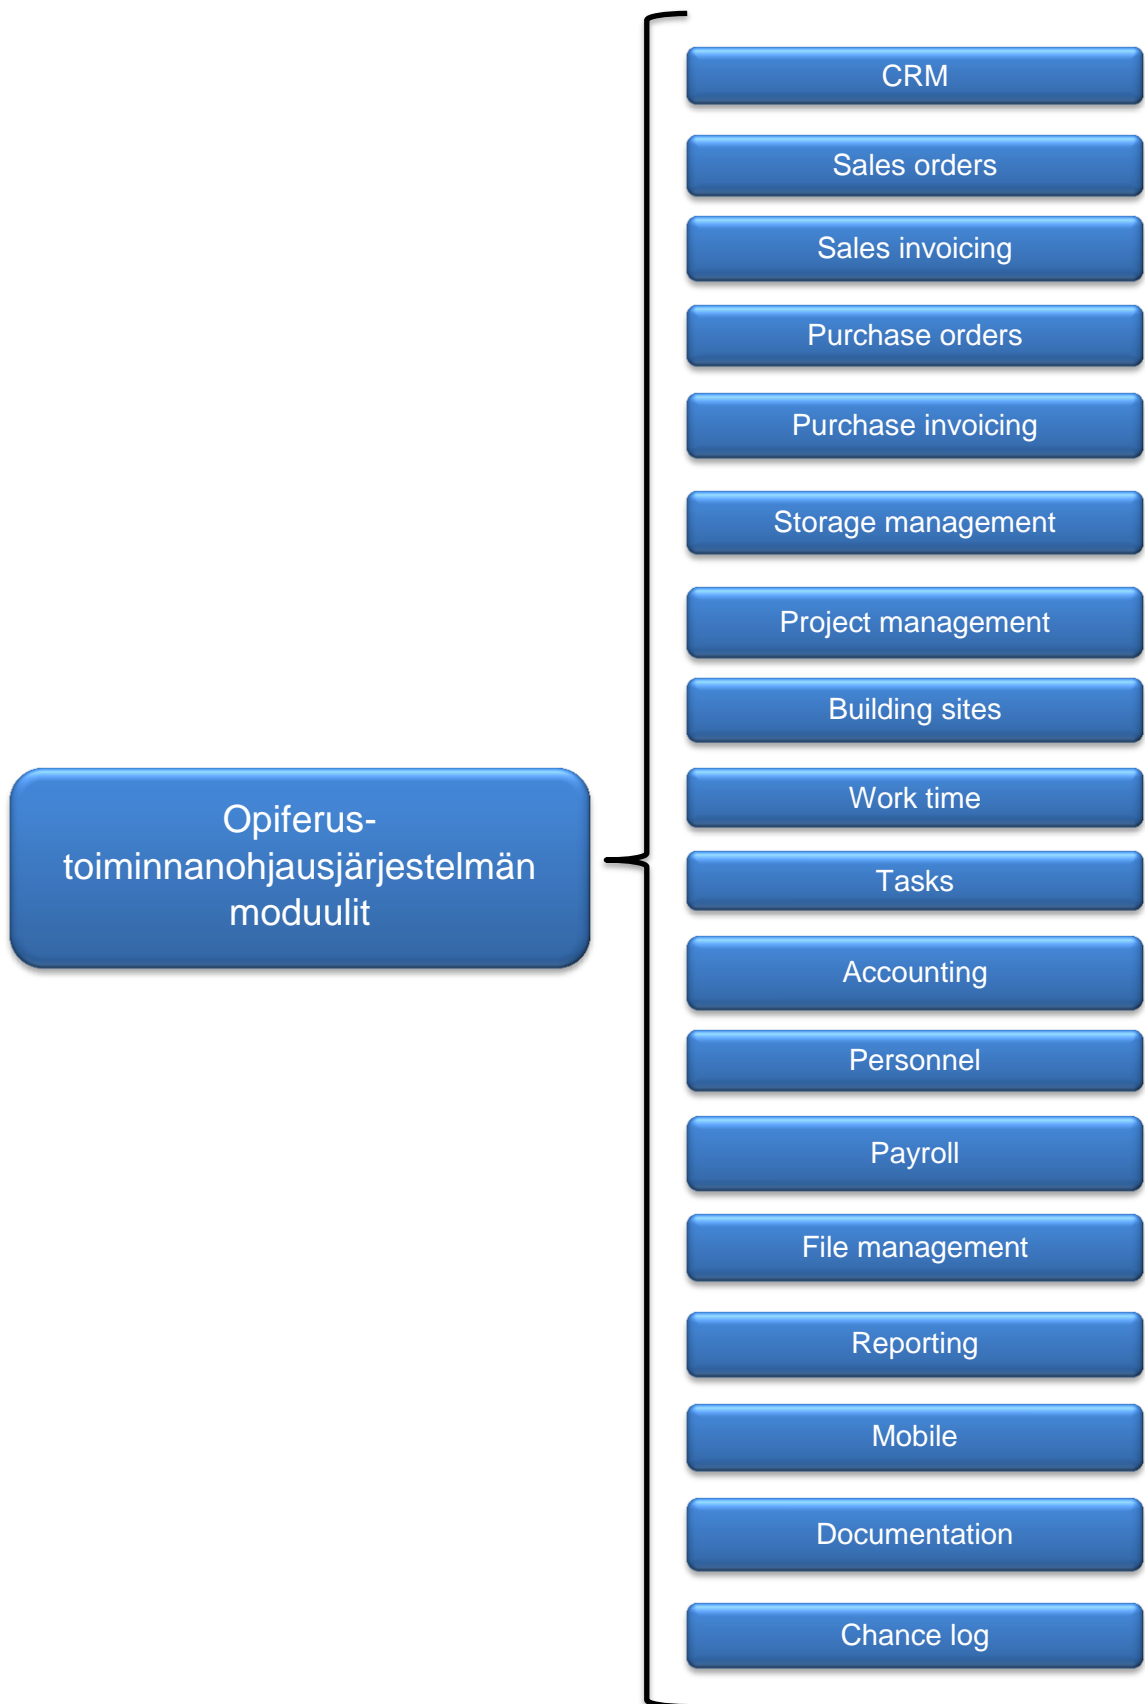 Opiferus-
toiminnanohjausjärjestelmän
moduulit
CRM
Sales orders
Sales invoicing
Purchase orders
Purchase invoicing
Storage management
Project management
Building sites
Work time
Tasks
Accounting
Personnel
Payroll
File management
Reporting
Mobile
Documentation
Chance log